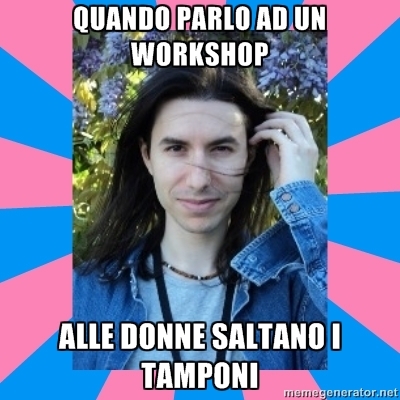 QUANDO PARLO AD UN
WORKSHOP
ALLE DONNE SALTANO I
TAMPONI
memegenerator.net